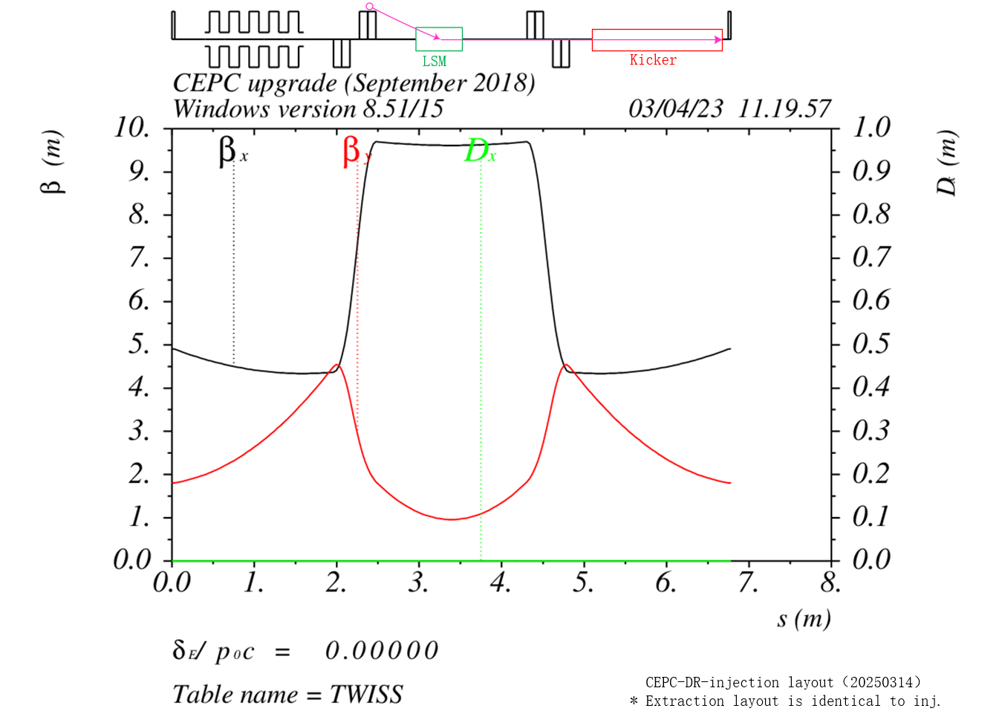 LSM
Kicker
CEPC upgrade (September 2018)
Windows version 8.51/15 03/04/23 11.19.57
β (m)
10.
9.
8.
7.
6.
5.
4.
3.
2.
1.
0.0
βx
βy
Dx
1.0
0.9
0.8
0.7
0.6
0.5
0.4
0.3
0.2
0.1
0.0
Dx (m)
0.0 1. 2. 3. 4. 5. 6. 7. 8.
s (m)
δE/ p0c = 0.00000
Table name = TWISS
CEPC-DR-injection layout (20250314)
* Extraction layout is identical to inj.